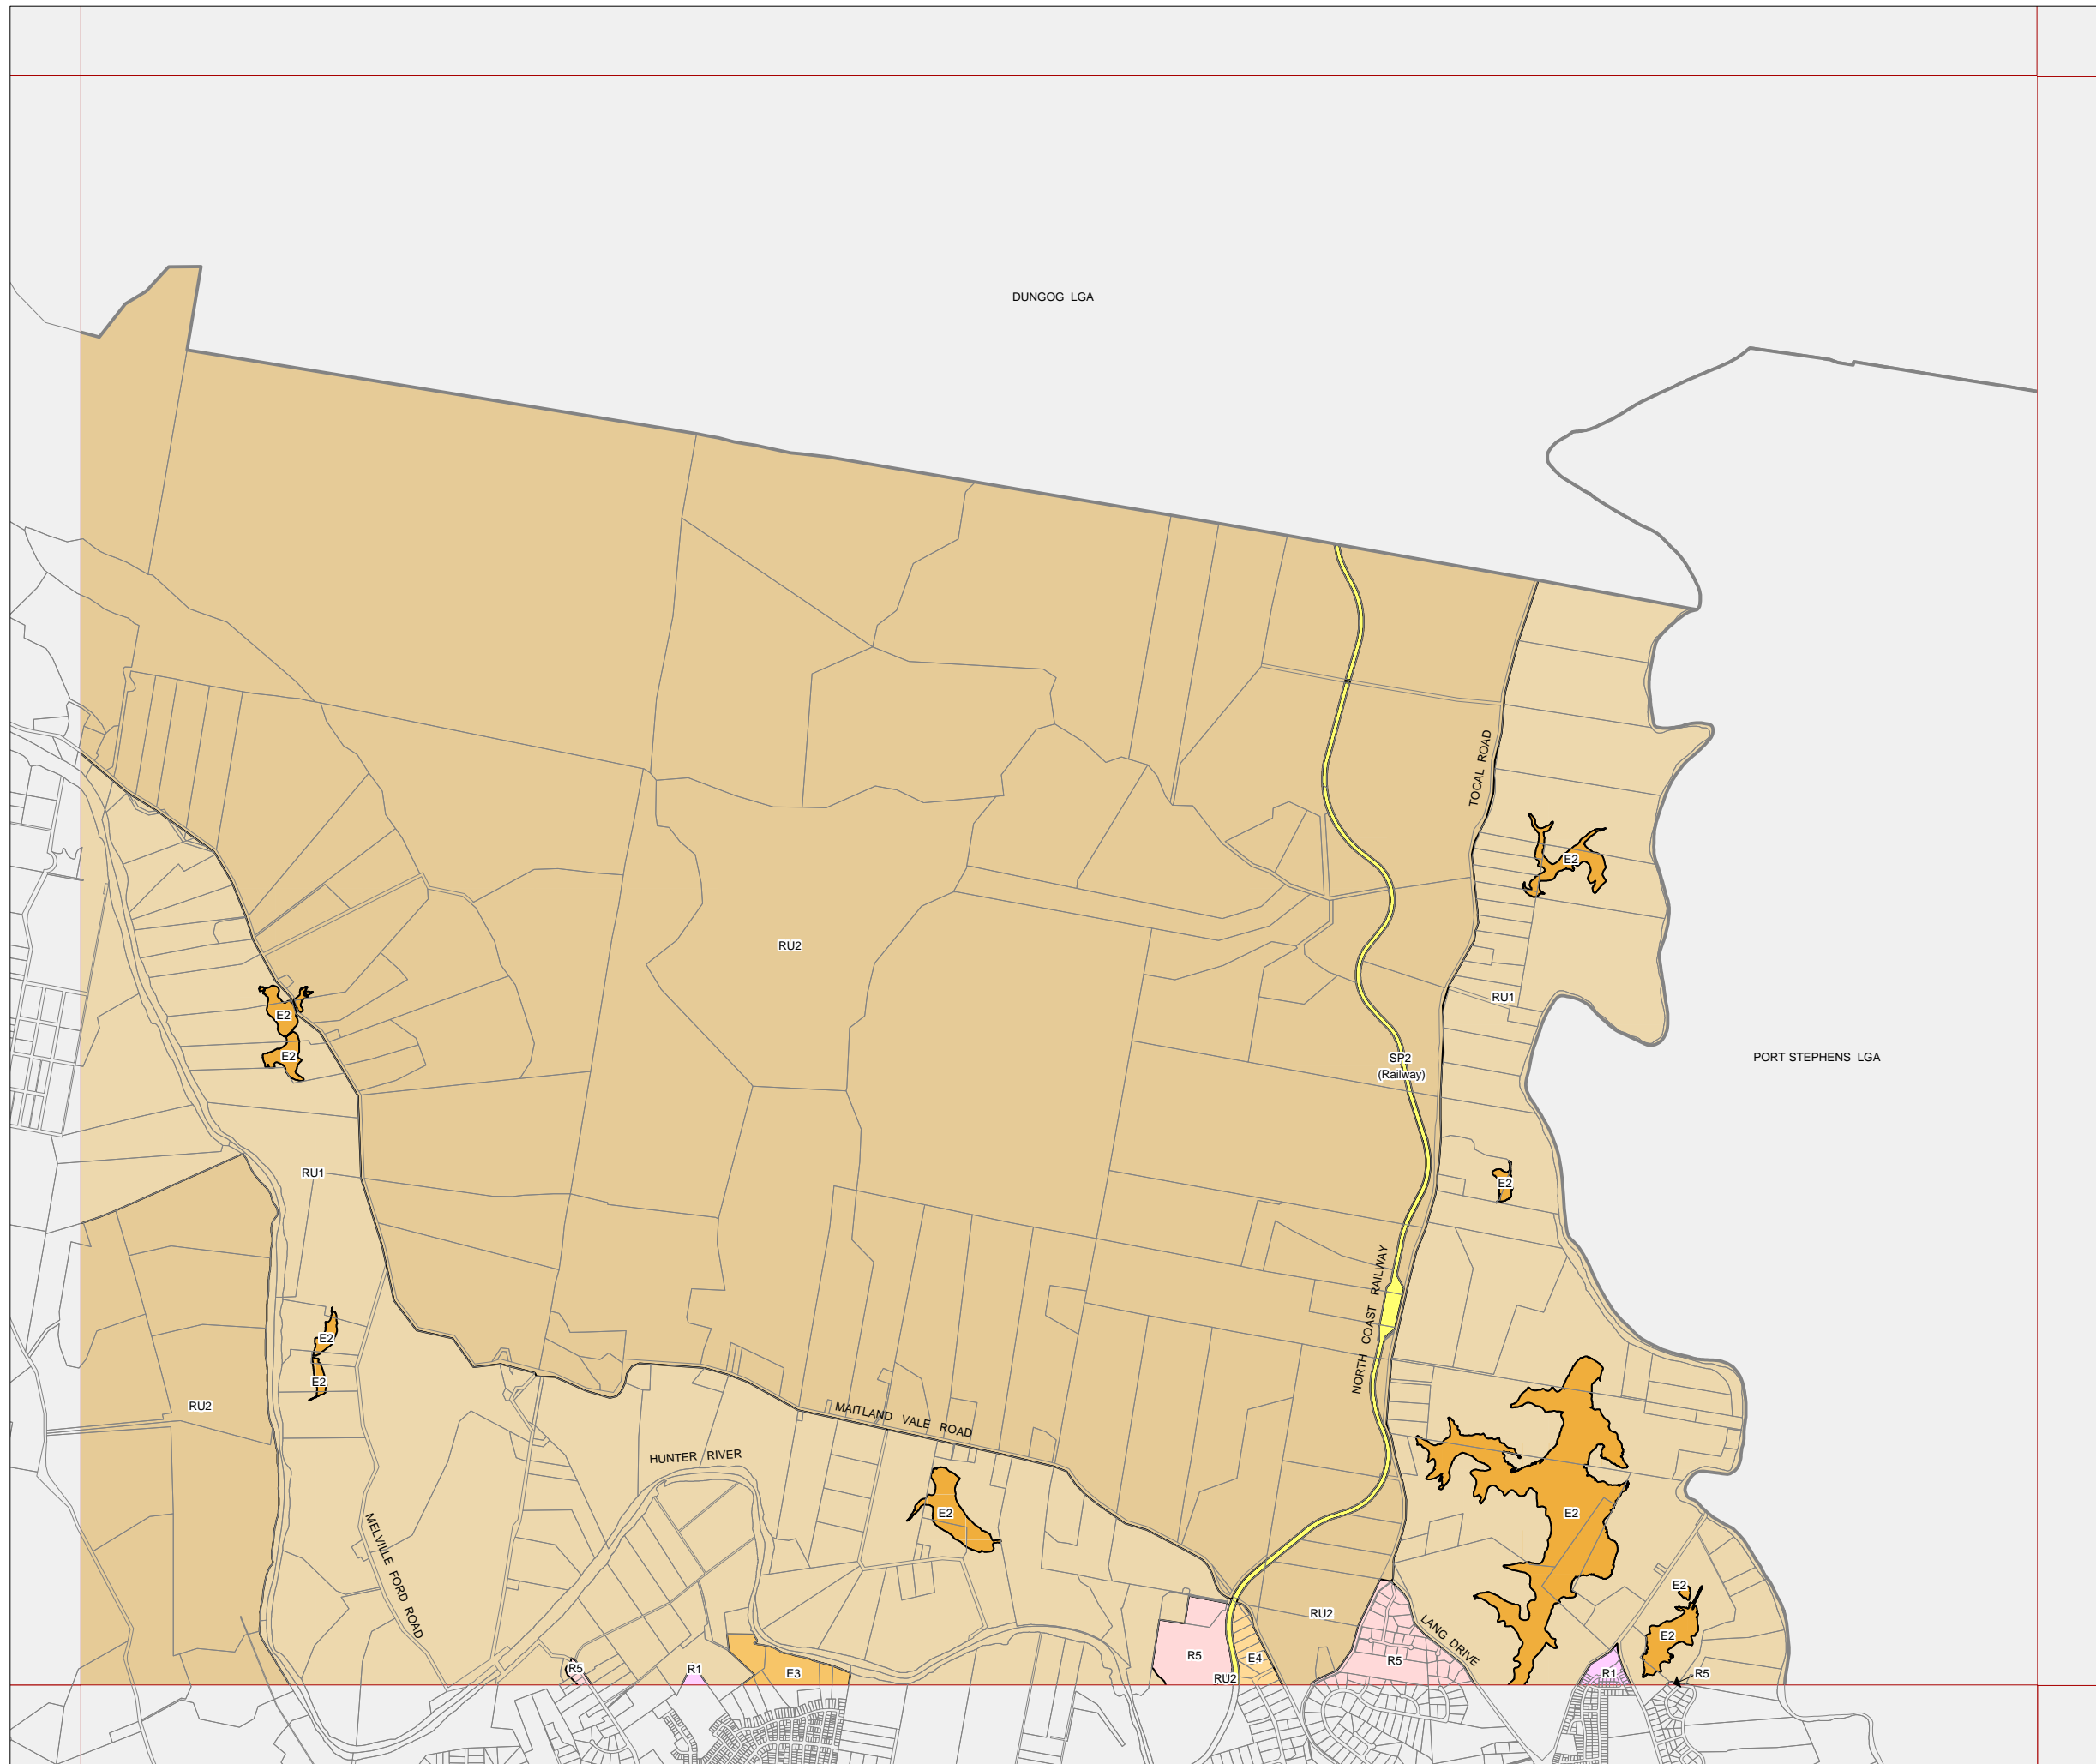 DUNGOG LGA
TOCAL ROAD
E2
RU2
RU1
E2
E2
SP2
(Railway)
PORT STEPHENS LGA
RU1
E2
NORTH COAST RAILWAY
E2
E2
RU2
MAITLAND VALE ROAD
HUNTER RIVER
E2
E2
MELVILLE FORD ROAD
E2
RU2
LANG DRIVE
E2
R5
R1
E3
R5
RU2
E4
R5
R1
R5